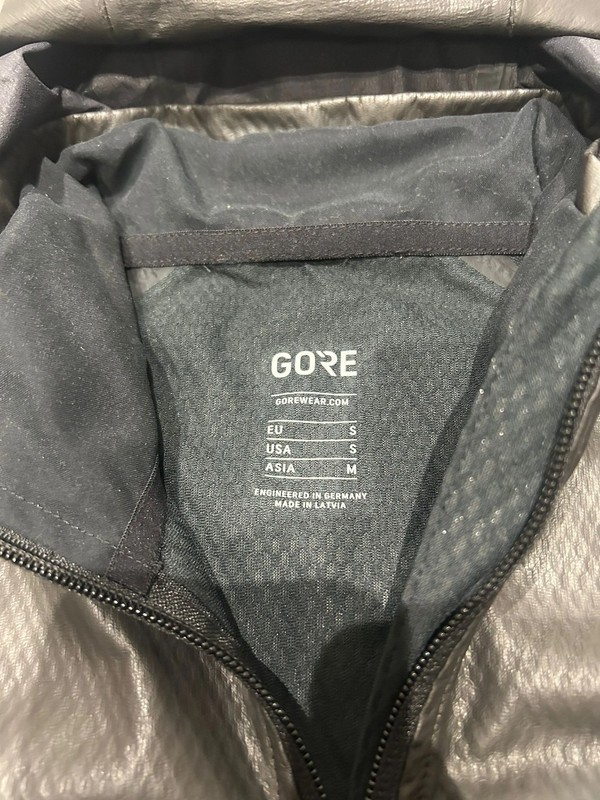 GORE
GOREWEAR.COM
EU S
USA S
ASIA M
ENGINEERED IN GERMANY
MADE IN LATVIA